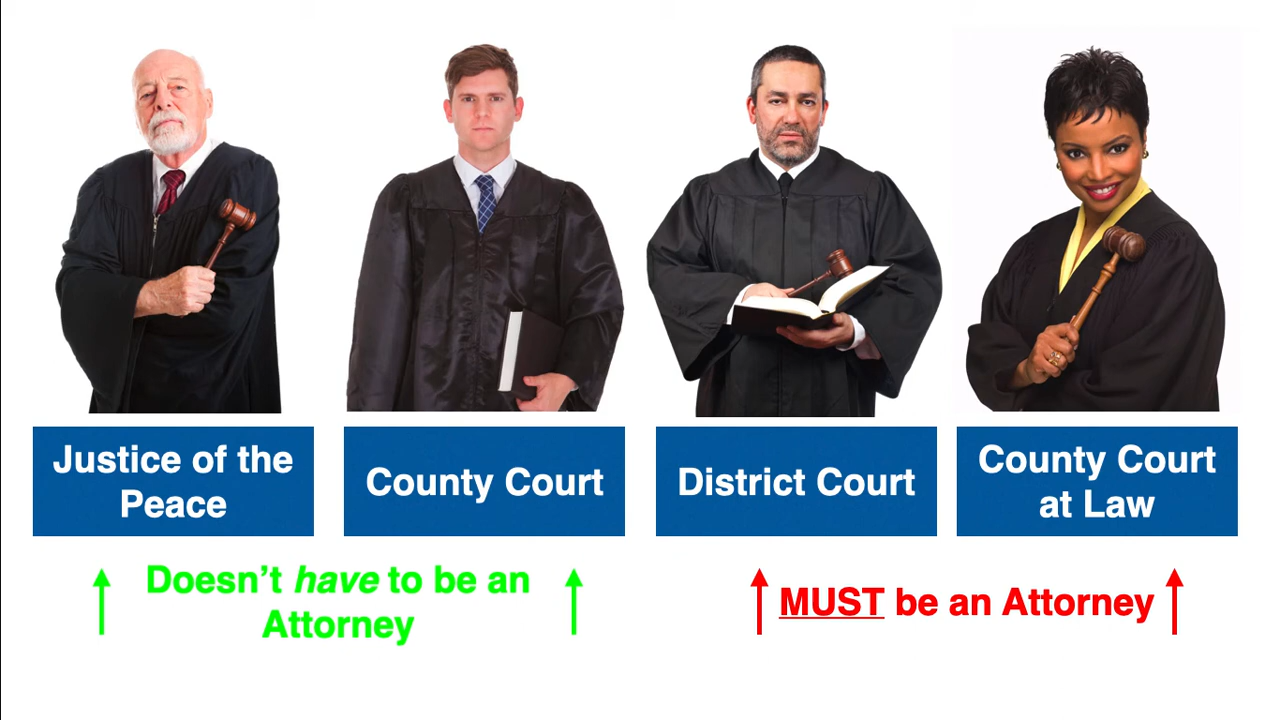 Justice of the
Peace
County Court
District Court
County Court
at Law
Doesn't have to be an
Attorney
MUST be an Attorney